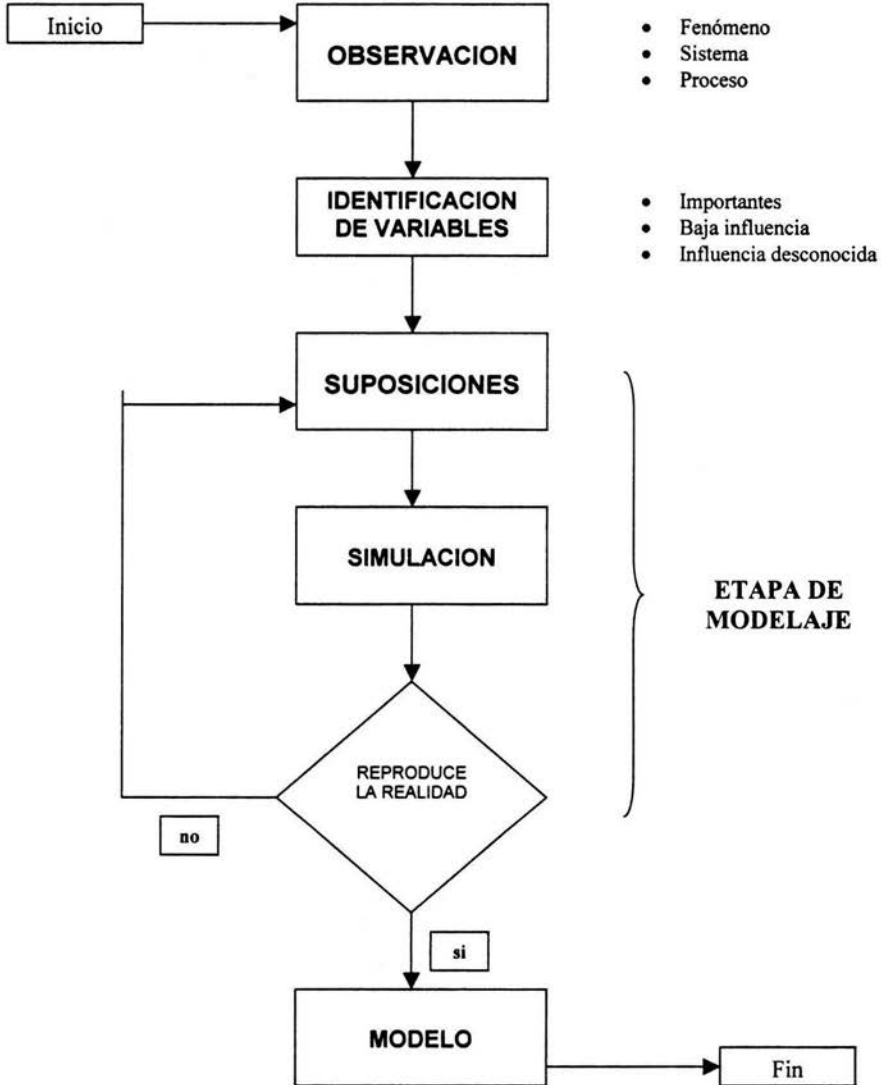 Inicio
OBSERVACION
• Fenómeno
• Sistema
• Proceso
IDENTIFICACION
DE VARIABLES
• Importantes
• Baja influencia
• Influencia desconocida
SUPOSICIONES
SIMULACION
ETAPA DE
MODELAJE
REPRODUCE
LA REALIDAD
no
si
MODELO
Fin